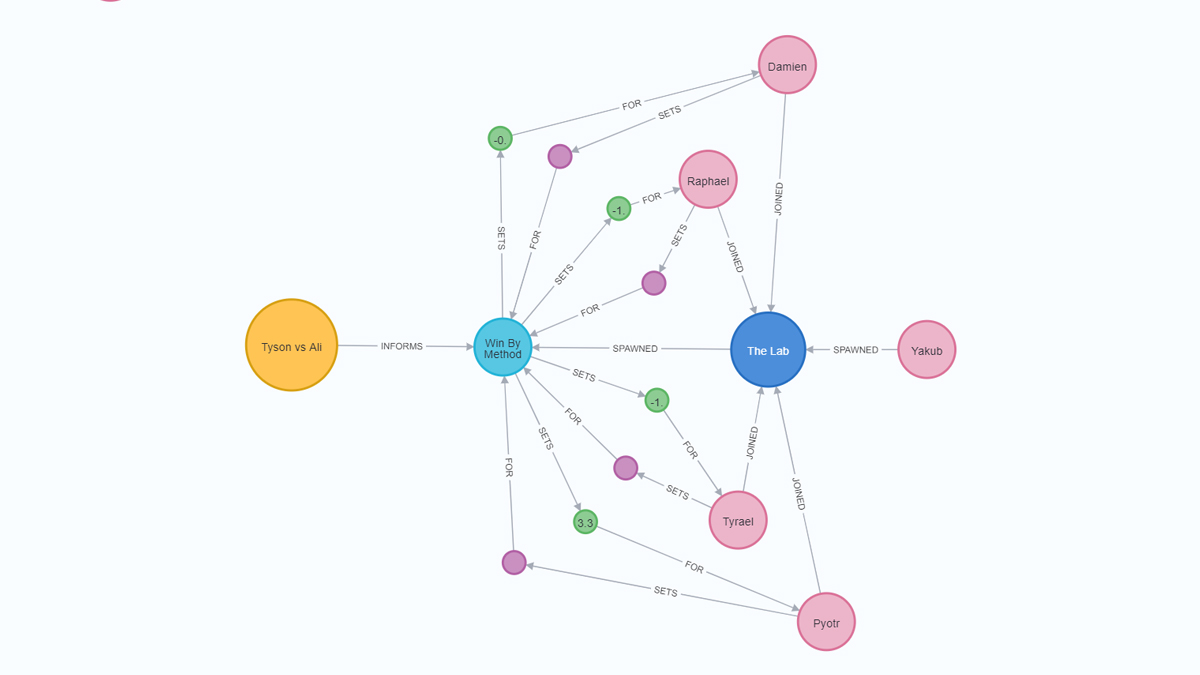 Damien
FOR
SETS
-0.
Raphael
FOR
-1.
JOINED
SETS
FOR
SETS
JOINED
SETS
FOR
Tyson vs Ali
INFORMS
Win By
Method
SPAWNED
The Lab
SPAWNED
Yakub
SETS
-1.
FOR
SETS
FOR
JOINED
FOR
SETS
JOINED
3.3
Tyrael
FOR
SETS
Pyotr